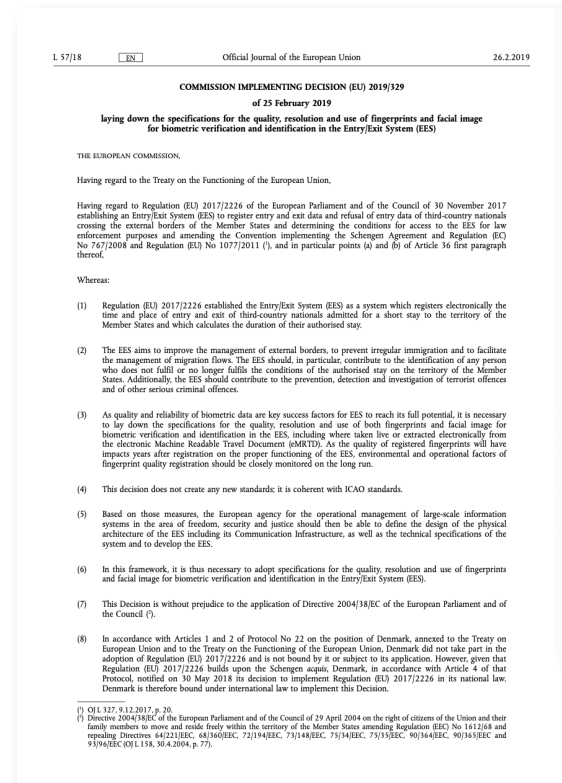 L 57/18 EN Official Journal of the European Union 26.2.2019
COMMISSION IMPLEMENTING DECISION (EU) 2019/329
of 25 February 2019
laying down the specifications for the quality, resolution and use of fingerprints and facial image
for biometric verification and identification in the Entry/Exit System (EES)
THE EUROPEAN COMMISSION,
Having regard to the Treaty on the Functioning of the European Union,
Having regard to Regulation (EU) 2017/2226 of the European Parliament and of the Council of 30 November 2017
establishing an Entry/Exit System (EES) to register entry and exit data and refusal of entry data of third-country nationals
crossing the external borders of the Member States and determining the conditions for access to the EES for law
enforcement purposes and amending the Convention implementing the Schengen Agreement and Regulation (EC)
No 767/2008 and Regulation (EU) No 1077/2011 (¹), and in particular points (a) and (b) of Article 36 first paragraph
thereof,
Whereas:
(1) Regulation (EU) 2017/2226 established the Entry/Exit System (EES) as a system which registers electronically the
time and place of entry and exit of third-country nationals admitted for a short stay to the territory of the
Member States and which calculates the duration of their authorised stay.
(2) The EES aims to improve the management of external borders, to prevent irregular immigration and to facilitate
the management of migration flows. The EES should, in particular, contribute to the identification of any person
who does not fulfil or no longer fulfils the conditions of the authorised stay on the territory of the Member
States. Additionally, the EES should contribute to the prevention, detection and investigation of terrorist offences
and of other serious criminal offences.
(3) As quality and reliability of biometric data are key success factors for EES to reach its full potential, it is necessary
to lay down the specifications for the quality, resolution and use of both fingerprints and facial image for
biometric verification and identification in the EES, including where taken live or extracted electronically from
the electronic Machine Readable Travel Document (eMRTD). As the quality of registered fingerprints will have
impacts years after registration on the proper functioning of the EES, environmental and operational factors of
fingerprint quality registration should be closely monitored on the long run.
(4) This decision does not create any new standards; it is coherent with ICAO standards.
(5) Based on those measures, the European agency for the operational management of large-scale information
systems in the area of freedom, security and justice should then be able to define the design of the physical
architecture of the EES including its Communication Infrastructure, as well as the technical specifications of the
system and to develop the EES.
(6) In this framework, it is thus necessary to adopt specifications for the quality, resolution and use of fingerprints
and facial image for biometric verification and identification in the Entry/Exit System (EES).
(7) This Decision is without prejudice to the application of Directive 2004/38/EC of the European Parliament and of
the Council (²).
(8) In accordance with Articles 1 and 2 of Protocol No 22 on the position of Denmark, annexed to the Treaty on
European Union and to the Treaty on the Functioning of the European Union, Denmark did not take part in the
adoption of Regulation (EU) 2017/2226 and is not bound by it or subject to its application. However, given that
Regulation (EU) 2017/2226 builds upon the Schengen acquis, Denmark, in accordance with Article 4 of that
Protocol, notified on 30 May 2018 its decision to implement Regulation (EU) 2017/2226 in its national law.
Denmark is therefore bound under international law to implement this Decision.
(¹) OJ L 327, 9.12.2017, p. 20.
(²) Directive 2004/38/EC of the European Parliament and of the Council of 29 April 2004 on the right of citizens of the Union and their
family members to move and reside freely within the territory of the Member States amending Regulation (EEC) No 1612/68 and
repealing Directives 64/221/EEC, 68/360/EEC, 72/194/EEC, 73/148/EEC, 75/34/EEC, 75/35/EEC, 90/364/EEC, 90/365/EEC and
93/96/EEC (OJ L 158, 30.4.2004, p. 77).